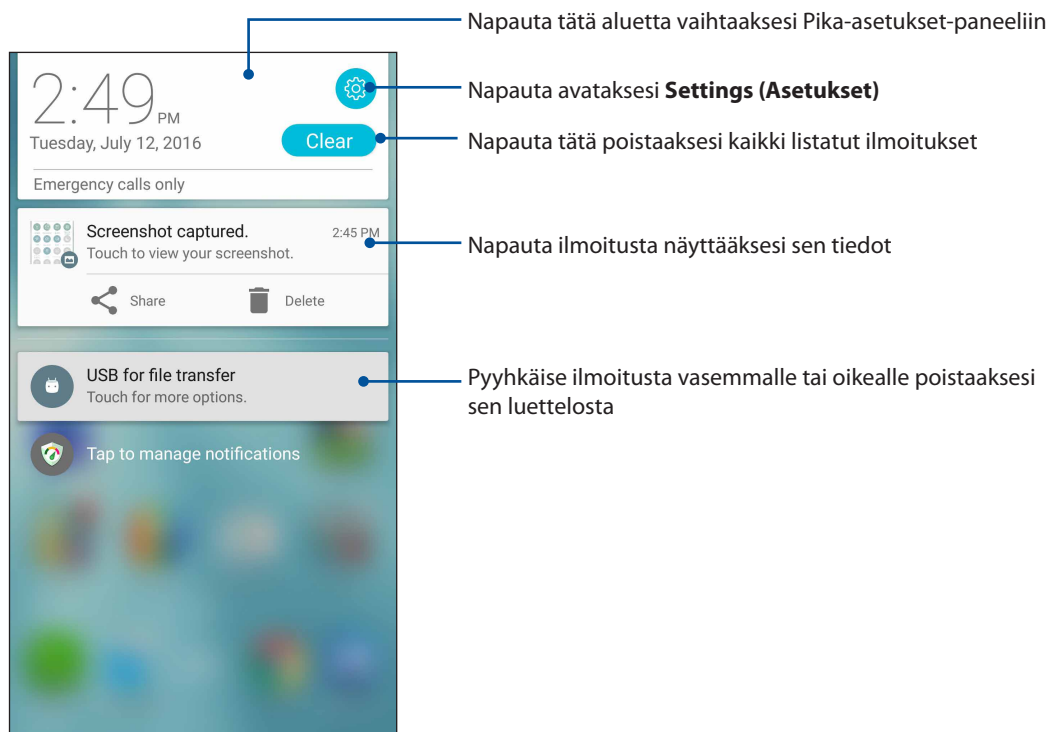 Napauta tätä aluetta vaihtaaksesi Pika-asetukset-paneeliin
2:49 PM
Napauta avataksesi Settings (Asetukset)
Tuesday, July 12, 2016
Clear
Napauta tätä poistaaksesi kaikki listatut ilmoitukset
Emergency calls only
Screenshot captured.
2:45 PM
Touch to view your screenshot.
Napauta ilmoitusta näyttääksesi sen tiedot
Share
Delete
USB for file transfer
Touch for more options.
Pyyhkäise ilmoitusta vasemmalle tai oikealle poistaaksesi
sen luettelosta
Tap to manage notifications